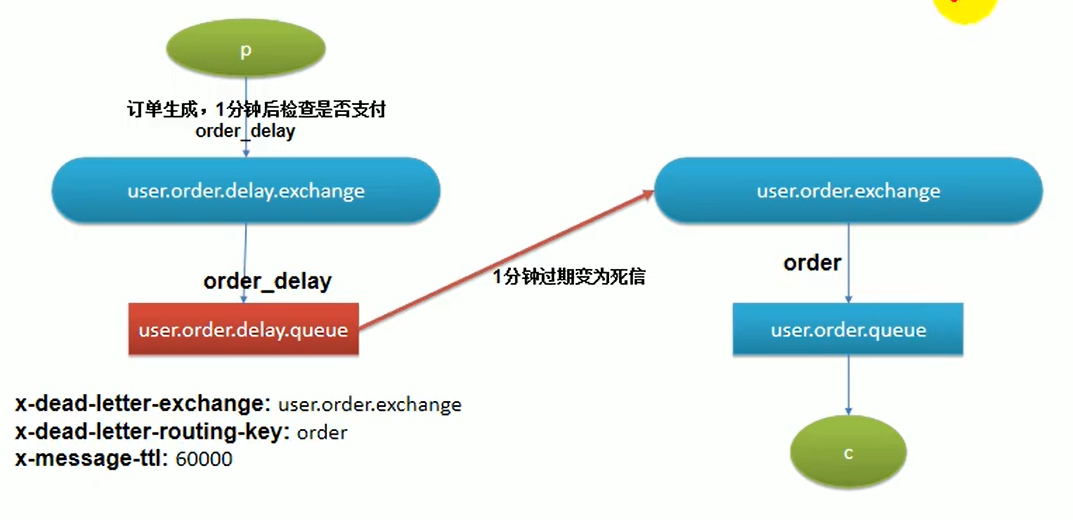 p
订单生成，1分钟后检查是否支付
order_delay
user.order.delay.exchange
user.order.exchange
order_delay
1分钟过期变为死信
order
user.order.delay.queue
user.order.queue
x-dead-letter-exchange: user.order.exchange
x-dead-letter-routing-key: order
x-message-ttl: 60000
c